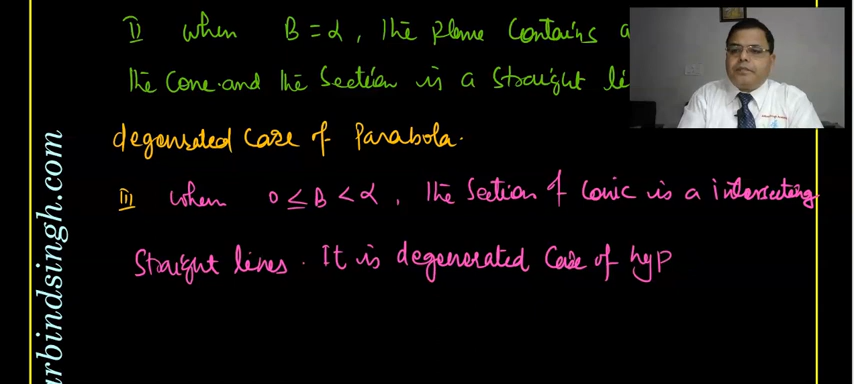 II when B = α, The plane Contains a
The Cone and The Section is a straight li
degenerated Case of Parabola.
III when 0 ≤ B < α, The Section of Conic is a intersecting
Straight lines. It is degenerated Case of hyp
arbindsingh.com